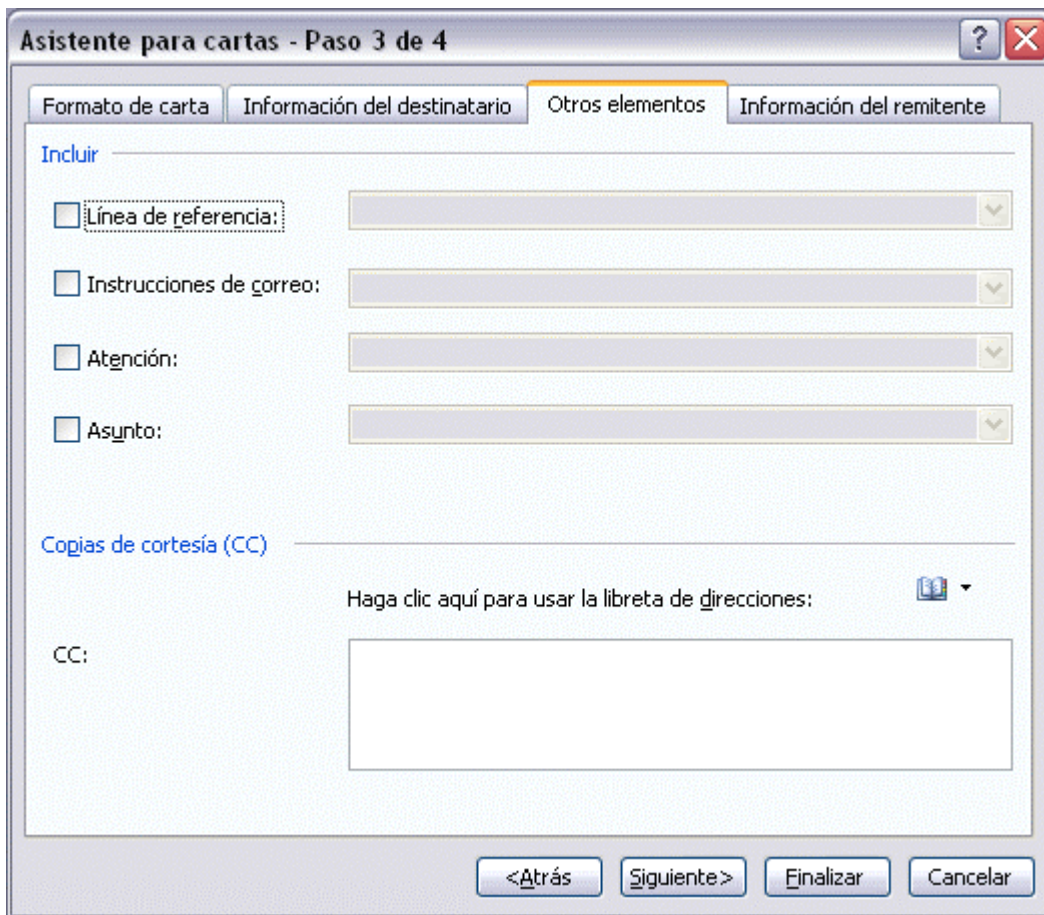 Asistente para cartas - Paso 3 de 4
Formato de carta Información del destinatario Otros elementos Información del remitente
Incluir
Línea de referencia:
Instrucciones de correo:
Atención:
Asunto:
Copias de cortesía (CC)
Haga clic aquí para usar la libreta de direcciones:
CC:
<Atrás Siguiente> Finalizar Cancelar